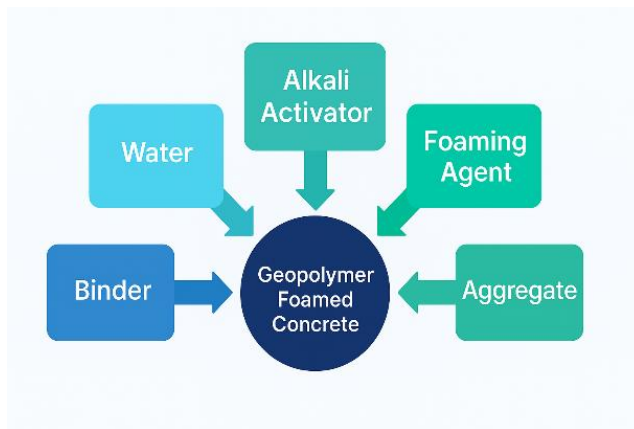 Alkali
Activator
Water
Foaming
Agent
Binder
Geopolymer
Foamed
Concrete
Aggregate